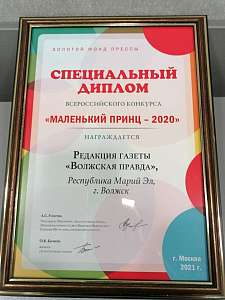 ЗОЛОТОЙ ФОНД ПРЕССЫ
СПЕЦИАЛЬНЫЙ
ДИПЛОМ
ВСЕРОССИЙСКОГО КОНКУРСА
«МАЛЕНЬКИЙ ПРИНЦ – 2020»
НАГРАЖДАЕТСЯ
РЕДАКЦИЯ ГАЗЕТЫ
«ВОЛЖСКАЯ ПРАВДА»,
Республика Марий Эл,
г. Волжск
г. Москва
2021 г.